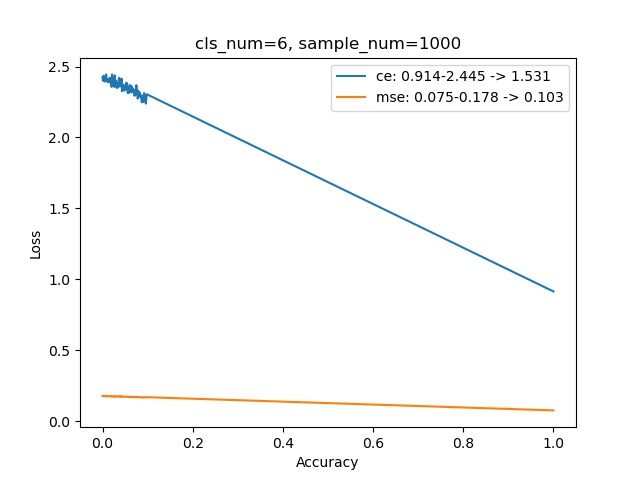 cls_num=6, sample_num=1000
ce: 0.914-2.445 -> 1.531
mse: 0.075-0.178 -> 0.103
2.5
2.0
1.5
1.0
0.5
0.0
Loss
0.0 0.2 0.4 0.6 0.8 1.0
Accuracy